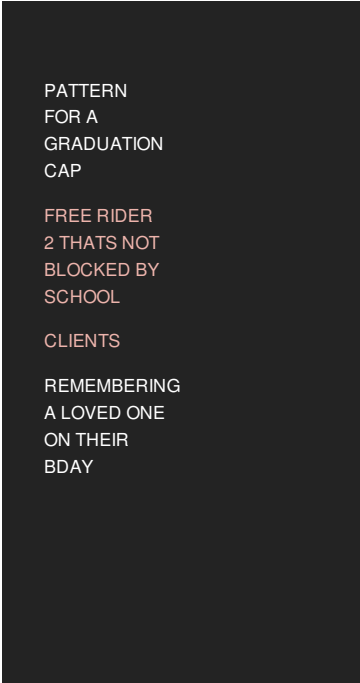 PATTERN
FOR A
GRADUATION
CAP
FREE RIDER
2 THATS NOT
BLOCKED BY
SCHOOL
CLIENTS
REMEMBERING
A LOVED ONE
ON THEIR
BDAY